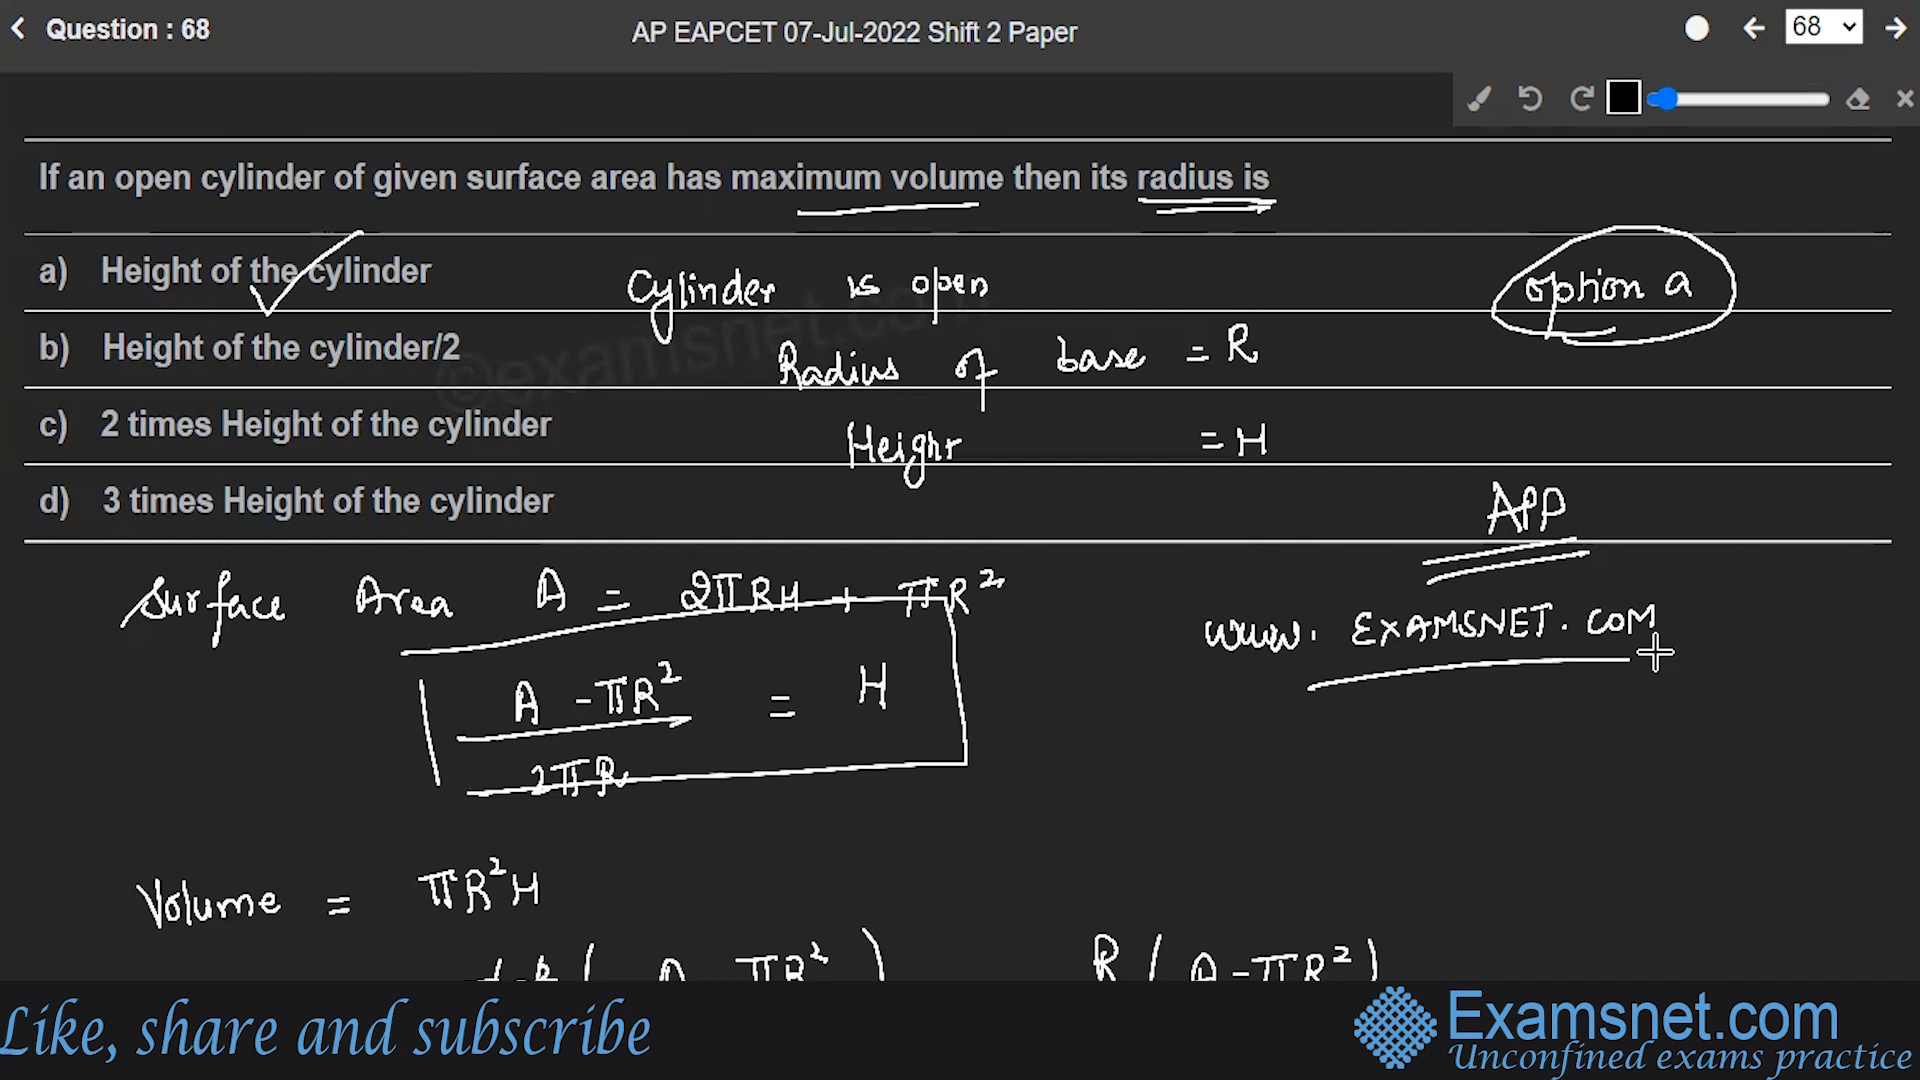 Question : 68
AP EAPCET 07-Jul-2022 Shift 2 Paper
68
If an open cylinder of given surface area has maximum volume then its radius is
a) Height of the cylinder
Cylinder is open
option a
b) Height of the cylinder/2
Radius of base = R
©examsnet.com
c) 2 times Height of the cylinder
Height = H
d) 3 times Height of the cylinder
APP
Surface Area A = 2πRH + πR²
www. EXAMSNET.COM
A - πR² = H
2πR
Volume = πR²H
( A πR² )
R ( A - πR² )
Like, share and subscribe
Examsnet.com
Unconfined exams practice